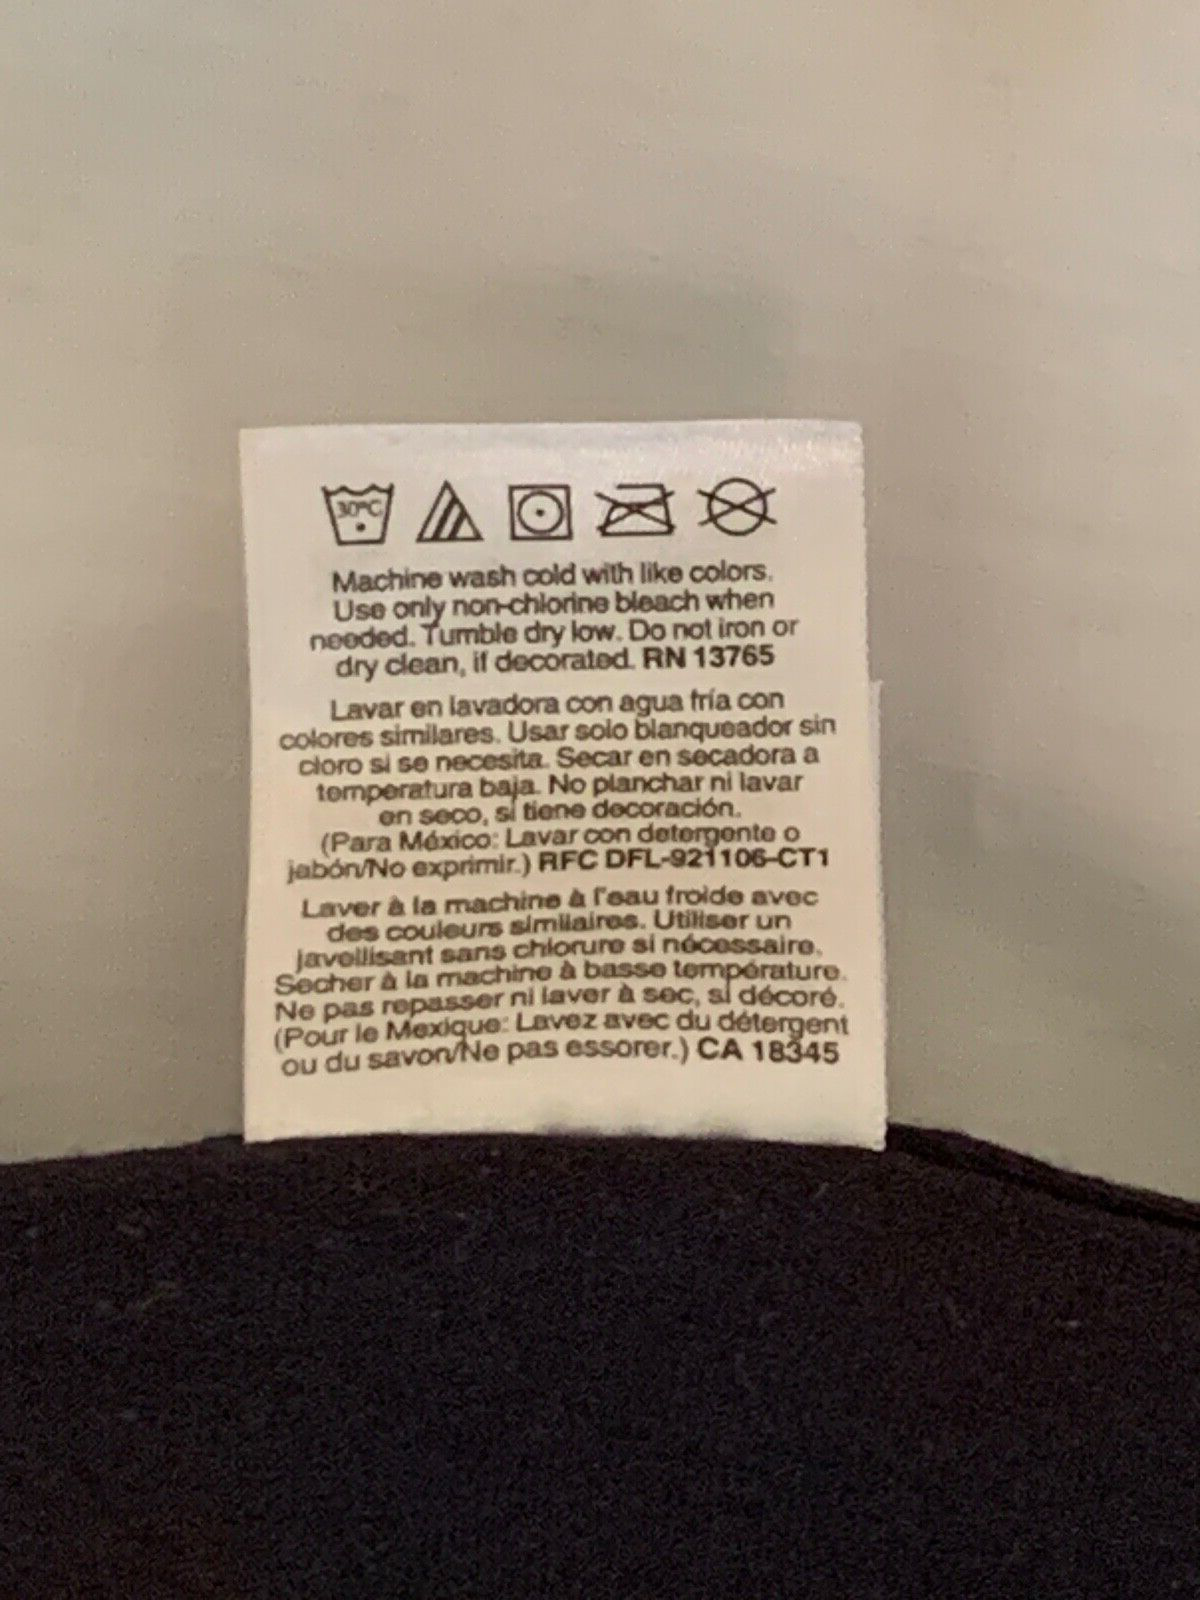 30°C
Machine wash cold with like colors.
Use only non-chlorine bleach when
needed. Tumble dry low. Do not iron or
dry clean, if decorated. RN 13765
Lavar en lavadora con agua fría con
colores similares. Usar solo blanqueador sin
cloro si se necesita. Secar en secadora a
temperatura baja. No planchar ni lavar
en seco, si tiene decoración.
(Para México: Lavar con detergente o
jabón/No exprimir.) RFC DFL-921106-CT1
Laver à la machine à l'eau froide avec
des couleurs similaires. Utiliser un
javellisant sans chlorure si nécessaire.
Sécher à la machine à basse température.
Ne pas repasser ni laver à sec, si décoré.
(Pour le Mexique: Lavez avec du détergent
ou du savon/Ne pas essorer.) CA 18345